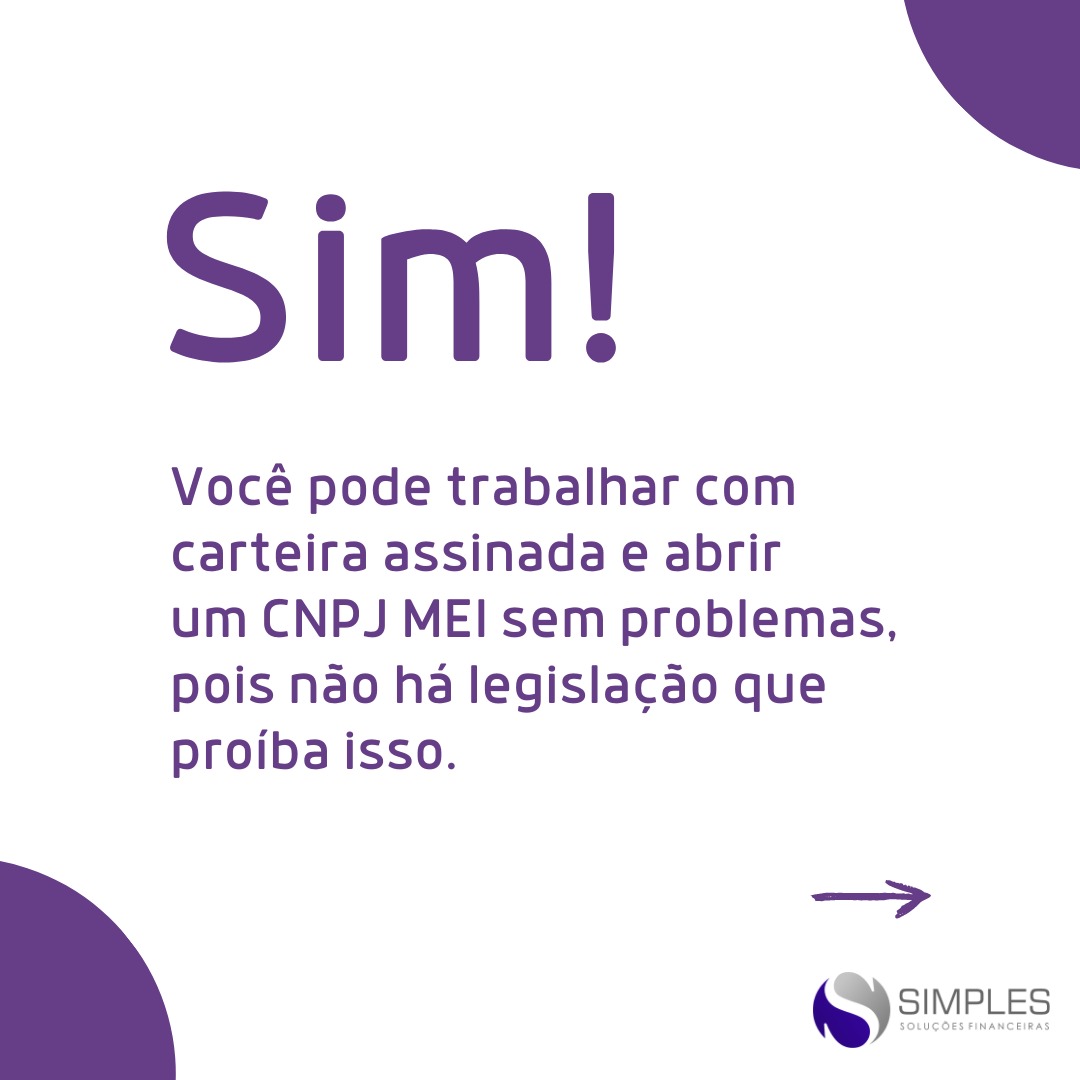 Sim!
Você pode trabalhar com
carteira assinada e abrir
um CNPJ MEI sem problemas,
pois não há legislação que
proíba isso.
SIMPLES
SOLUÇÕES FINANCEIRAS